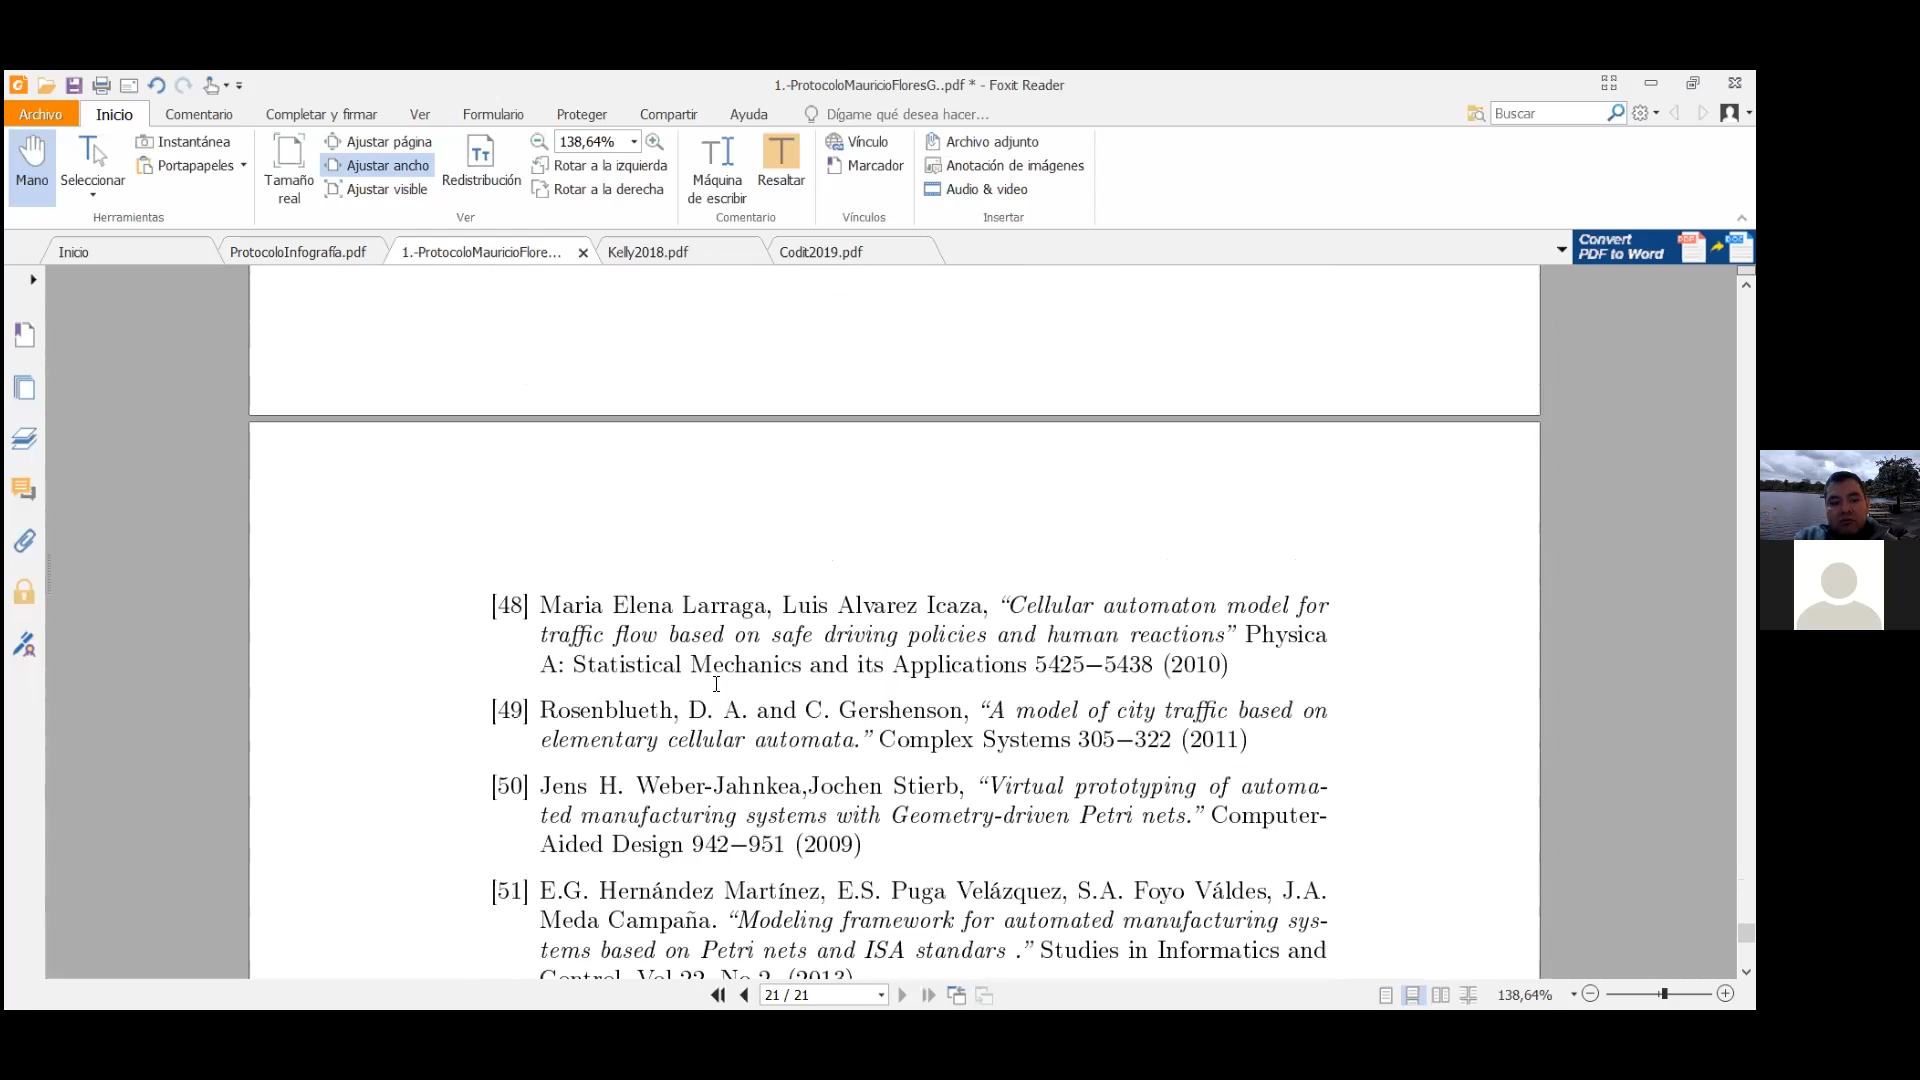 1.-ProtocoloMauricioFloresG..pdf * - Foxit Reader
Archivo Inicio Comentario Completar y firmar Ver Formulario Proteger Compartir Ayuda Dígame qué desea hacer... Buscar
Mano
Seleccionar
Instantánea
Portapapeles
Herramientas
Tamaño
real
Ajustar página
Ajustar ancho
Ajustar visible
Redistribución
138,64%
Rotar a la izquierda
Rotar a la derecha
Ver
Máquina
de escribir
Resaltar
Comentario
Vínculo
Marcador
Vínculos
Archivo adjunto
Anotación de imágenes
Audio & video
Insertar
Inicio ProtocoloInfografía.pdf 1.-ProtocoloMauricioFlore... Kelly2018.pdf Codit2019.pdf
Convert
PDF to Word
[48] Maria Elena Larraga, Luis Alvarez Icaza, “Cellular automaton model for
traffic flow based on safe driving policies and human reactions” Physica
A: Statistical Mechanics and its Applications 5425–5438 (2010)
[49] Rosenblueth, D. A. and C. Gershenson, “A model of city traffic based on
elementary cellular automata.” Complex Systems 305–322 (2011)
[50] Jens H. Weber-Jahnkea,Jochen Stierb, “Virtual prototyping of automa-
ted manufacturing systems with Geometry-driven Petri nets.” Computer-
Aided Design 942–951 (2009)
[51] E.G. Hernández Martínez, E.S. Puga Velázquez, S.A. Foyo Váldes, J.A.
Meda Campaña. “Modeling framework for automated manufacturing sys-
tems based on Petri nets and ISA standars .” Studies in Informatics and
Control, Vol 22, No 2, (2013)
21 / 21
138,64%